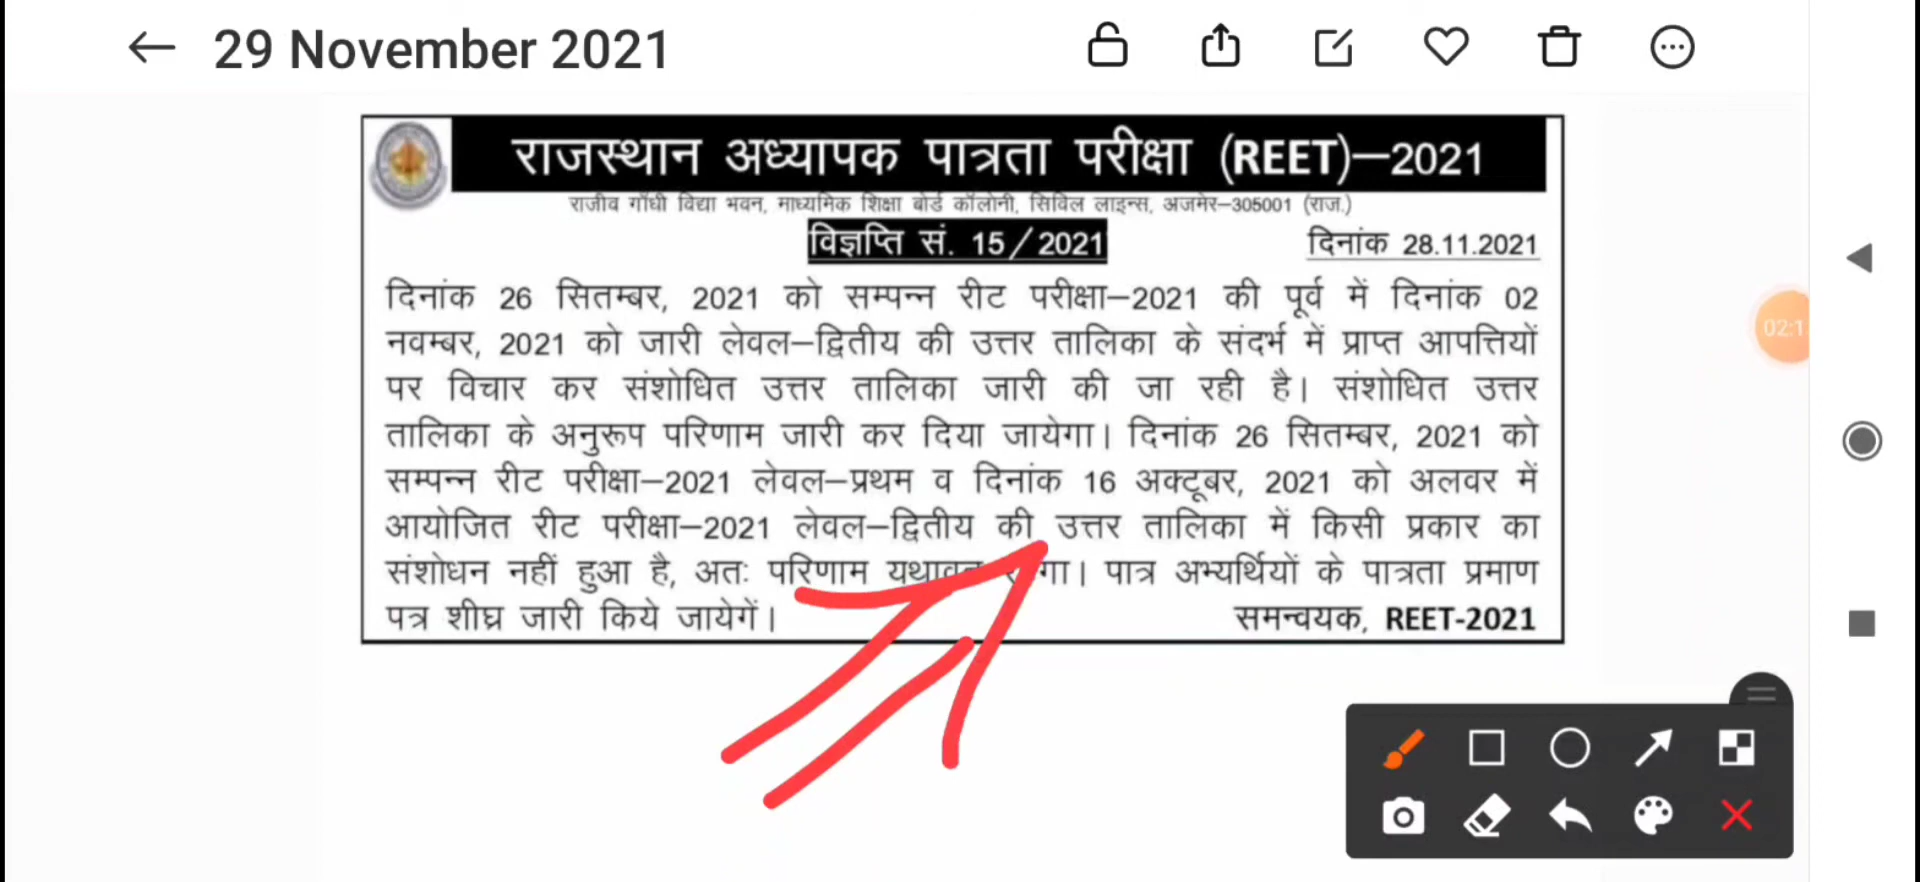 29 November 2021
राजस्थान अध्यापक पात्रता परीक्षा (REET)–2021
राजीव गाँधी विद्या भवन, माध्यमिक शिक्षा बोर्ड कॉलोनी, सिविल लाइन्स, अजमेर–305001 (राज.)
विज्ञप्ति सं. 15/2021 दिनांक 28.11.2021
दिनांक 26 सितम्बर, 2021 को सम्पन्न रीट परीक्षा–2021 की पूर्व में दिनांक 02
नवम्बर, 2021 को जारी लेवल–द्वितीय की उत्तर तालिका के संदर्भ में प्राप्त आपत्तियों
पर विचार कर संशोधित उत्तर तालिका जारी की जा रही है। संशोधित उत्तर
तालिका के अनुरूप परिणाम जारी कर दिया जायेगा। दिनांक 26 सितम्बर, 2021 को
सम्पन्न रीट परीक्षा–2021 लेवल–प्रथम व दिनांक 16 अक्टूबर, 2021 को अलवर में
आयोजित रीट परीक्षा–2021 लेवल–द्वितीय की उत्तर तालिका में किसी प्रकार का
संशोधन नहीं हुआ है, अतः परिणाम यथावत पात्र अभ्यर्थियों के पात्रता प्रमाण
पत्र शीघ्र जारी किये जायेगें। समन्वयक, REET-2021
02:1